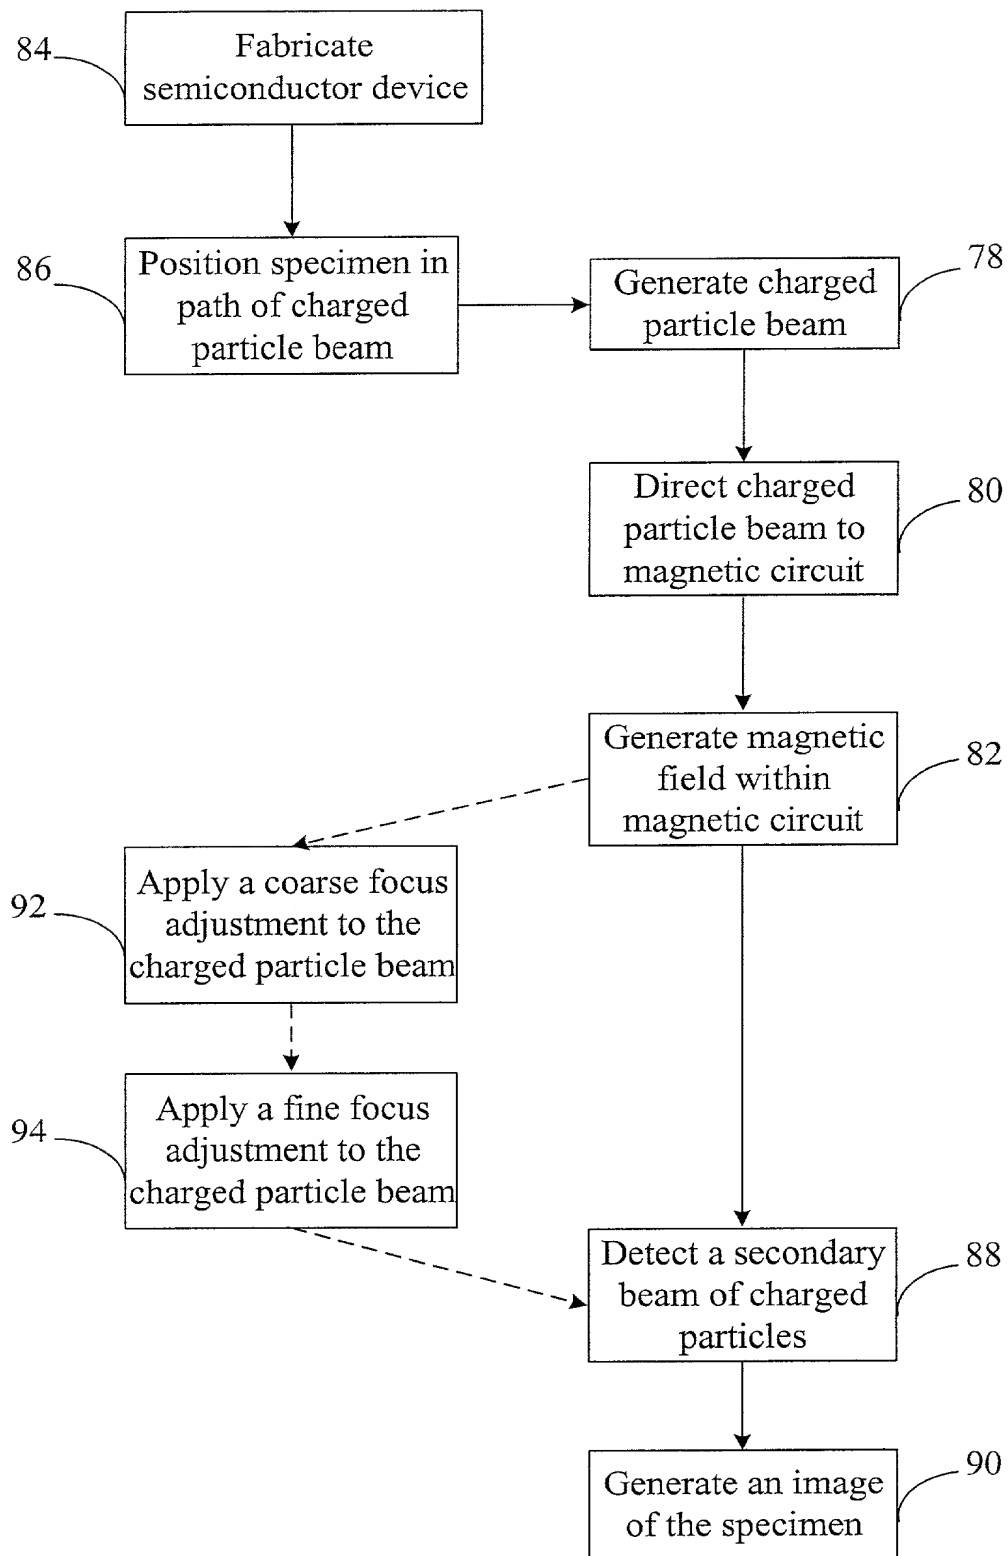 84
Fabricate
semiconductor device
86
Position specimen in
path of charged
particle beam
78
Generate charged
particle beam
80
Direct charged
particle beam to
magnetic circuit
82
Generate magnetic
field within
magnetic circuit
92
Apply a coarse focus
adjustment to the
charged particle beam
94
Apply a fine focus
adjustment to the
charged particle beam
88
Detect a secondary
beam of charged
particles
90
Generate an image
of the specimen